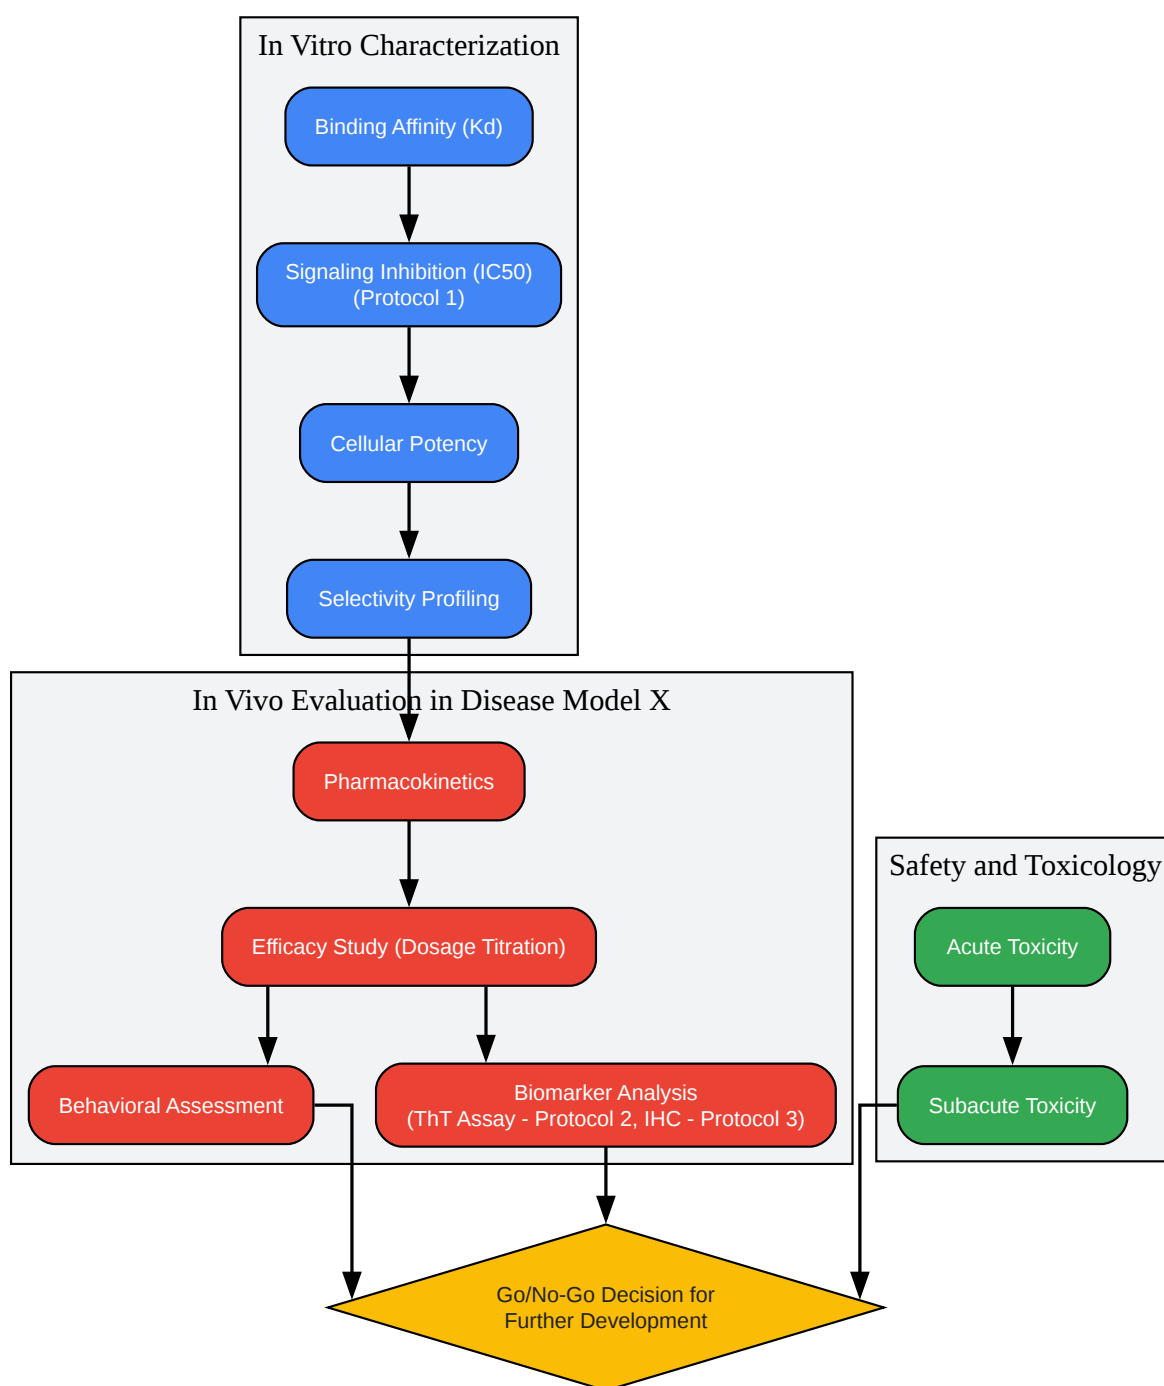 In Vitro Characterization
Binding Affinity (Kd)
Signaling Inhibition (IC50)
(Protocol 1)
Cellular Potency
Selectivity Profiling
In Vivo Evaluation in Disease Model X
Pharmacokinetics
Efficacy Study (Dosage Titration)
Behavioral Assessment
Biomarker Analysis
(ThT Assay - Protocol 2, IHC - Protocol 3)
Safety and Toxicology
Acute Toxicity
Subacute Toxicity
Go/No-Go Decision for
Further Development